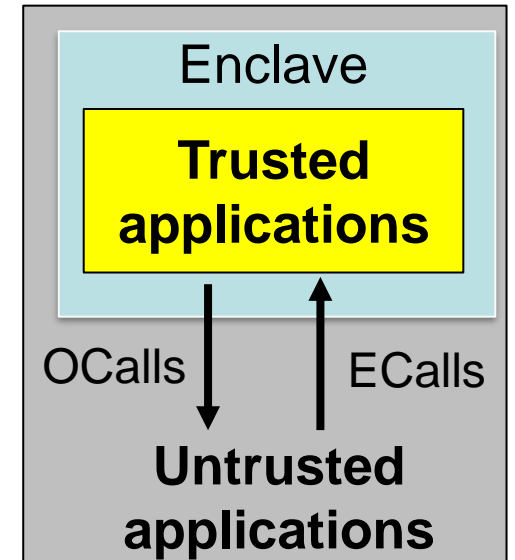 Enclave
Trusted
applications
OCalls
ECalls
Untrusted
applications